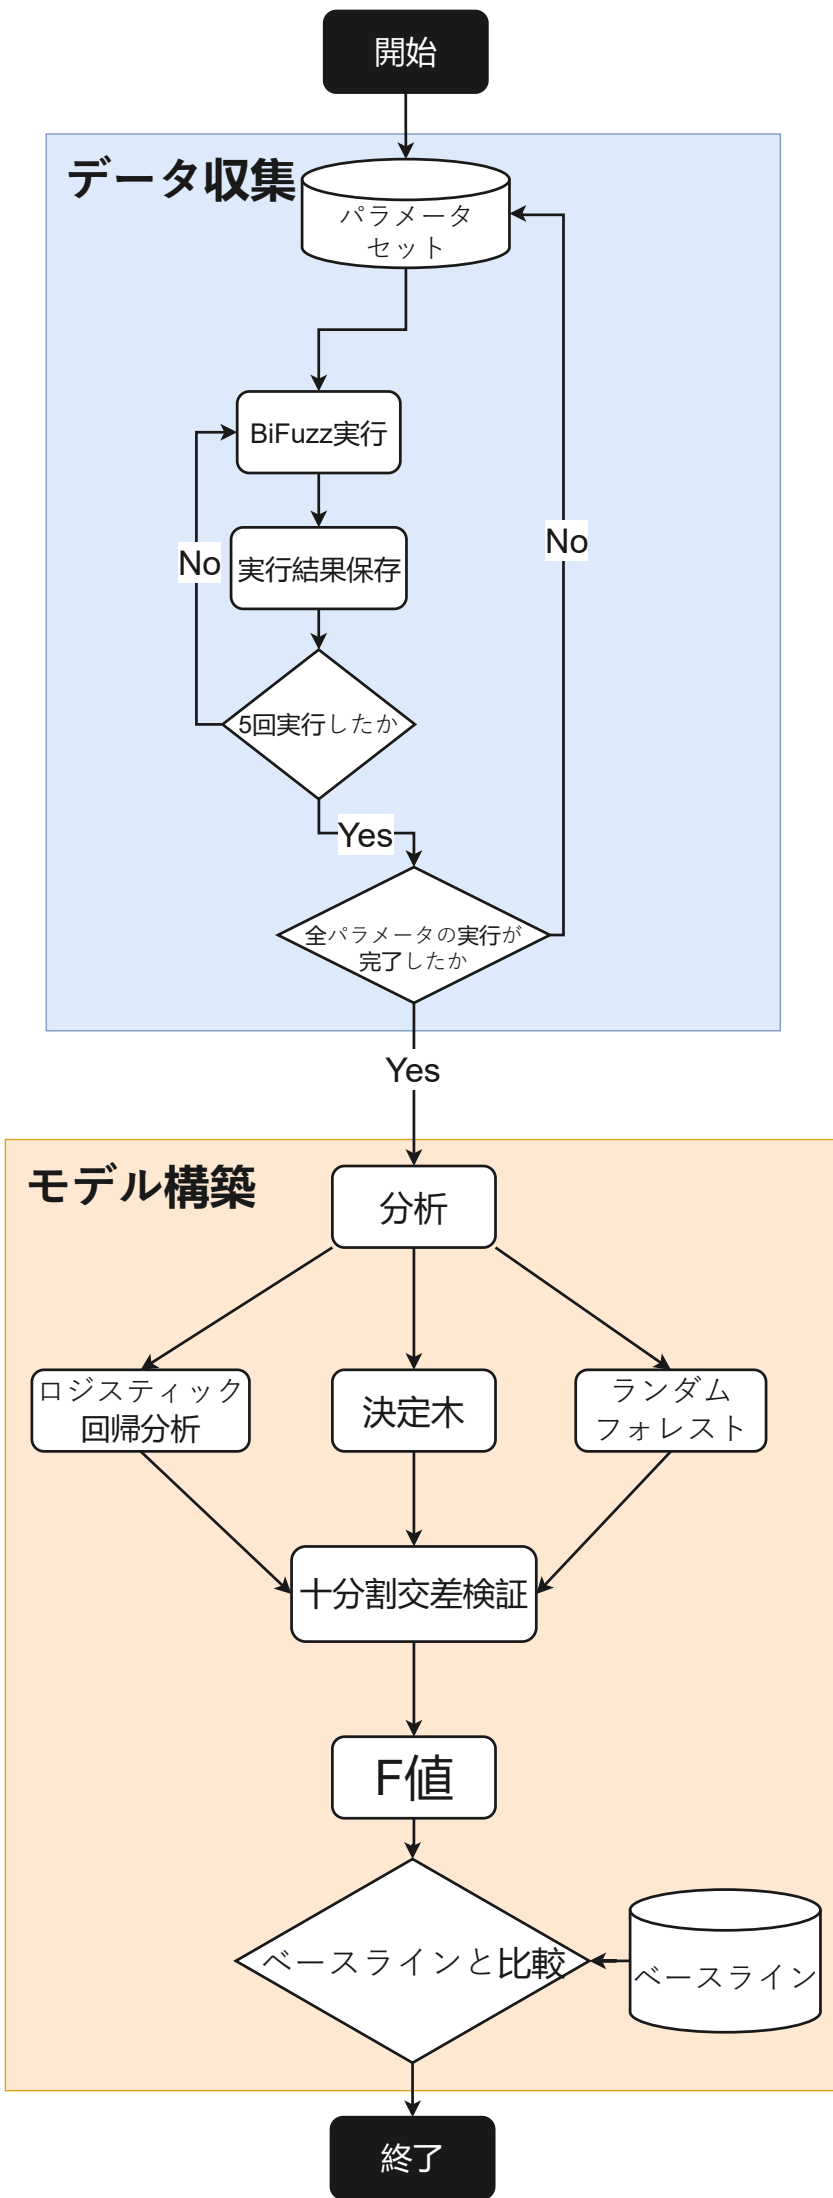 開始
データ収集
パラメータ
セット
BiFuzz実行
No
No
実行結果保存
5回実行したか
Yes
全パラメータの実行が
完了したか
Yes
モデル構築
分析
ロジスティック
回帰分析
決定木
ランダム
フォレスト
十分割交差検証
F値
ベースラインと比較
ベースライン
終了